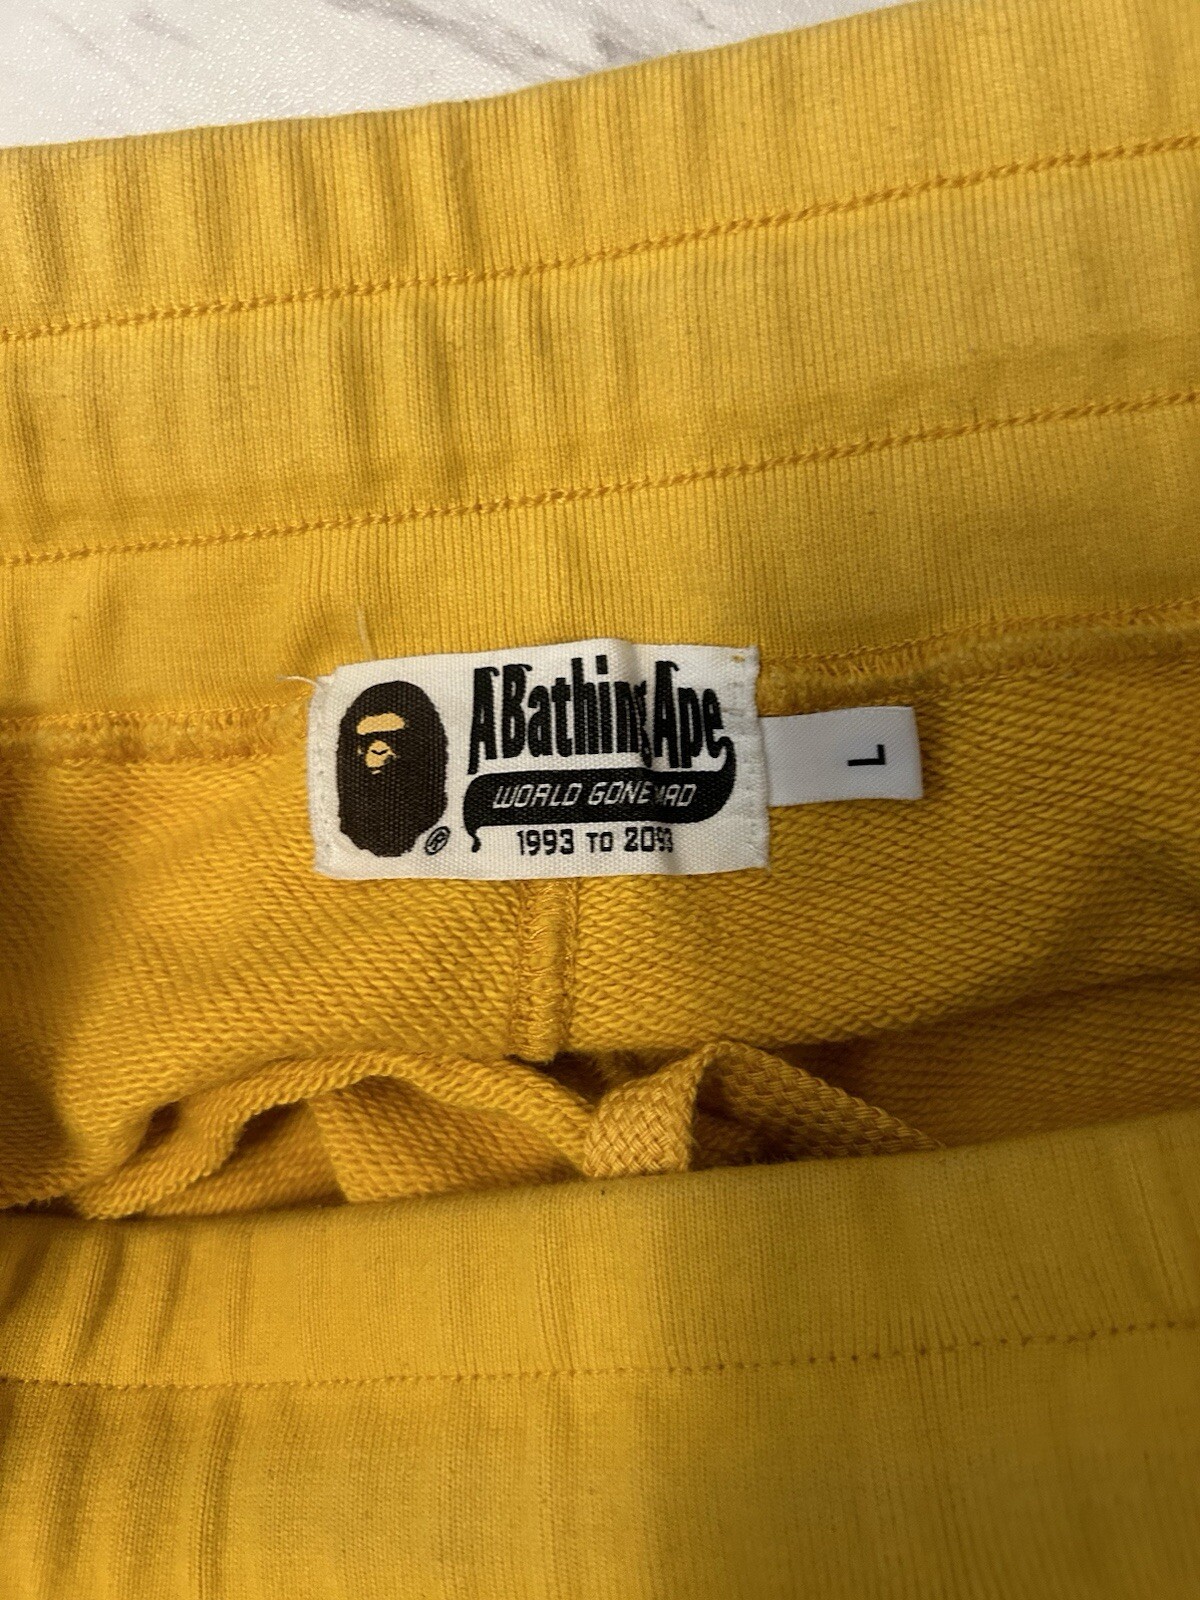 A Bathing Ape
WORLD GONE MAD
1993 TO 2093
®
L